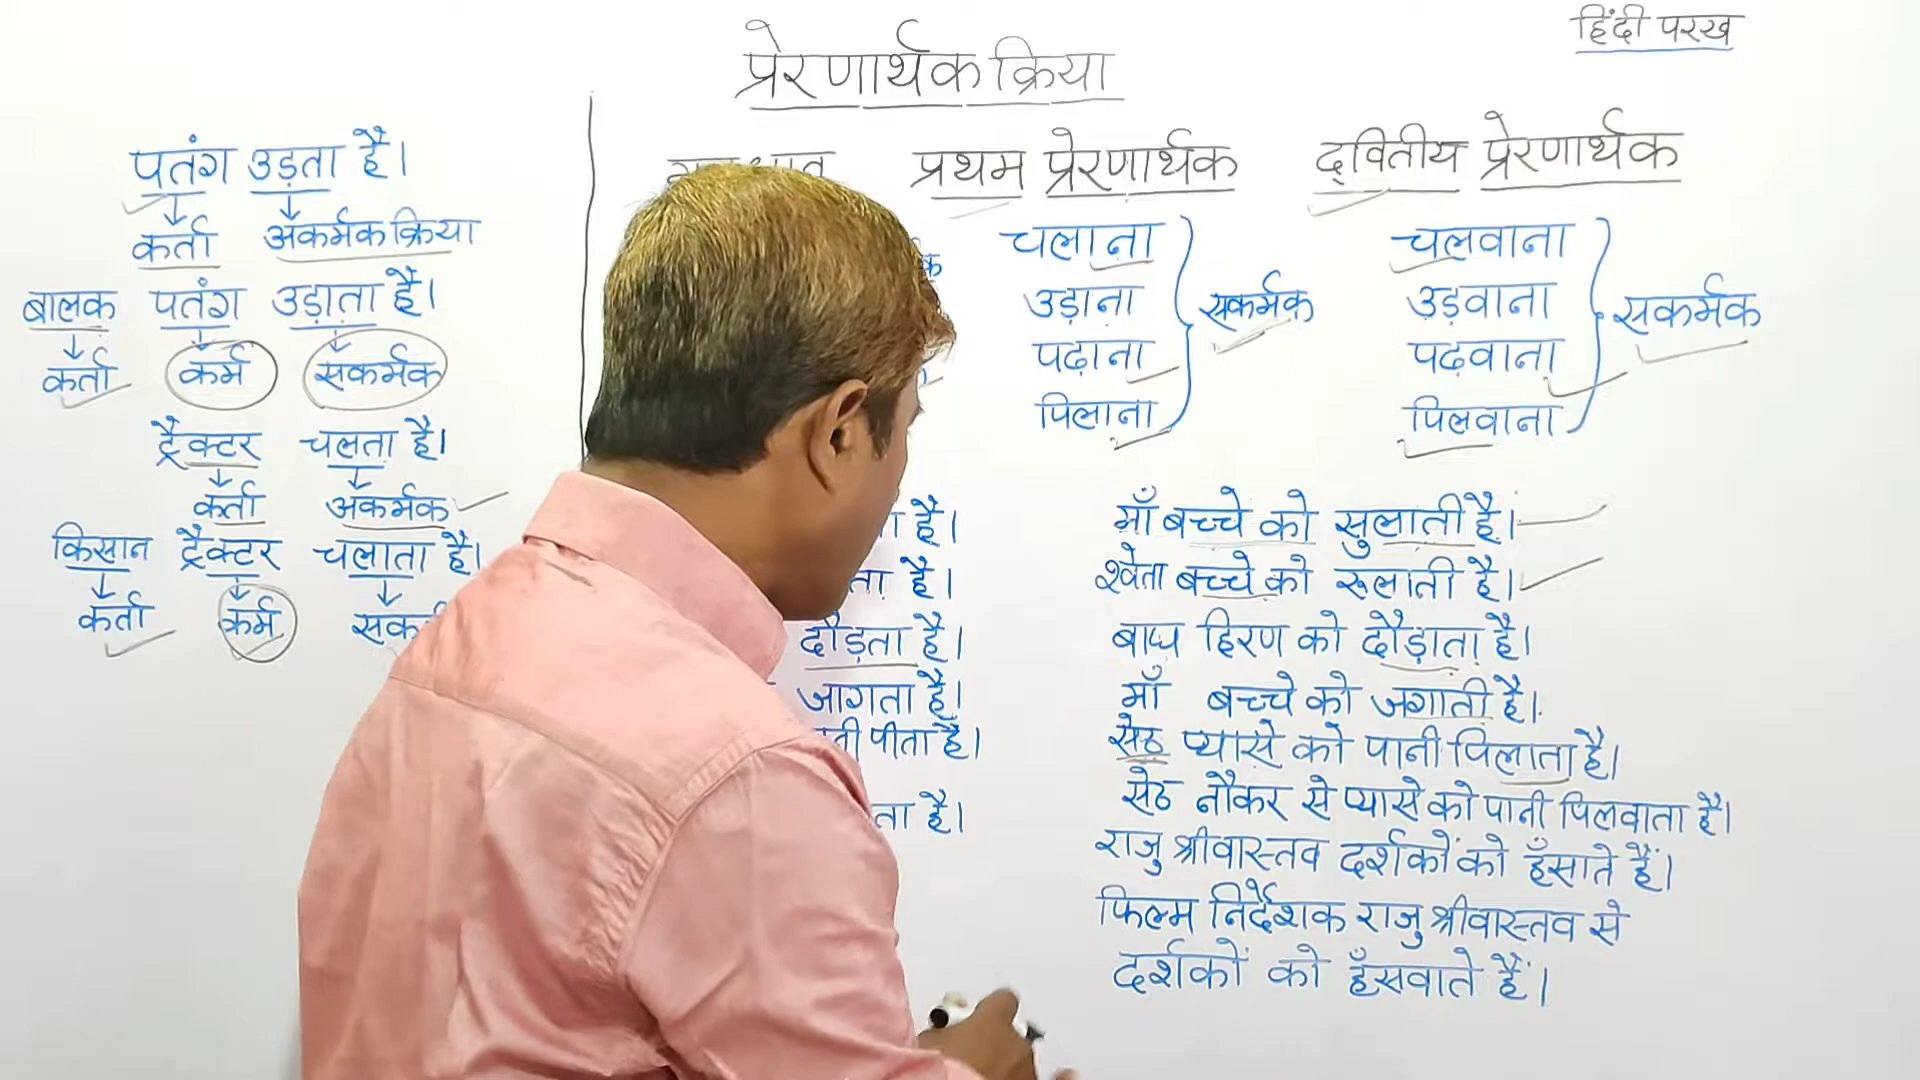 हिंदी परख
प्रेरणार्थक क्रिया
पतंग उड़ता है।
कर्ता अकर्मक क्रिया
बालक पतंग उड़ाता है।
कर्ता कर्म सकर्मक
ट्रैक्टर चलता है।
कर्ता अकर्मक
किसान ट्रैक्टर चलाता है।
कर्ता कर्म
प्रथम प्रेरणार्थक द्वितीय प्रेरणार्थक
चलाना चलवाना
उड़ाना सकर्मक उड़वाना सकर्मक
पढ़ाना पढ़वाना
पिलाना पिलवाना
है। माँ बच्चे को सुलाती है।
है। श्वेता बच्चे को रुलाती है।
दौड़ता है। बाघ हिरण को दौड़ाता है।
जागता है। माँ बच्चे को जगाती है।
पीता है। सेठ प्यासे को पानी पिलाता है।
सेठ नौकर से प्यासे को पानी पिलवाता है।
है। राजु श्रीवास्तव दर्शकों को हँसाते हैं।
फिल्म निर्देशक राजु श्रीवास्तव से
दर्शकों को हँसवाते हैं।